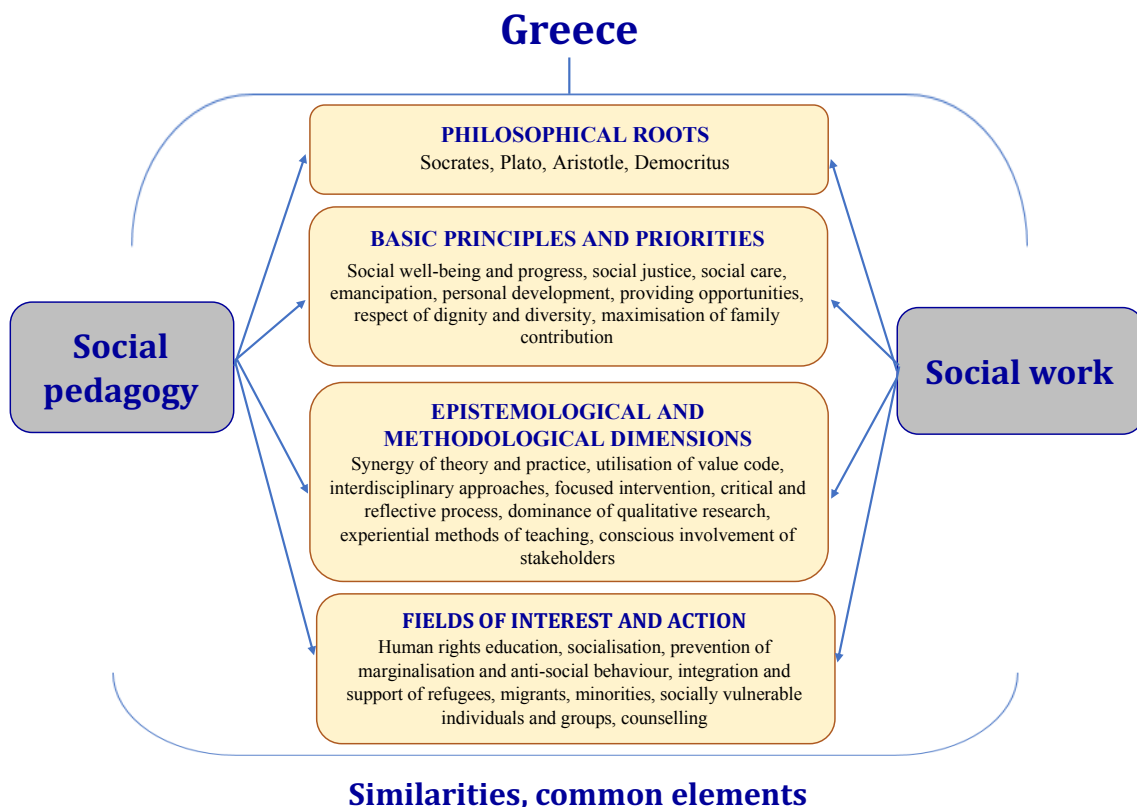 Greece
PHILOSOPHICAL ROOTS
Socrates, Plato, Aristotle, Democritus
BASIC PRINCIPLES AND PRIORITIES
Social well-being and progress, social justice, social care,
emancipation, personal development, providing opportunities,
respect of dignity and diversity, maximisation of family
contribution
Social
pedagogy
Social work
EPISTEMOLOGICAL AND
METHODOLOGICAL DIMENSIONS
Synergy of theory and practice, utilisation of value code,
interdisciplinary approaches, focused intervention, critical and
reflective process, dominance of qualitative research,
experiential methods of teaching, conscious involvement of
stakeholders
FIELDS OF INTEREST AND ACTION
Human rights education, socialisation, prevention of
marginalisation and anti-social behaviour, integration and
support of refugees, migrants, minorities, socially vulnerable
individuals and groups, counselling
Similarities, common elements